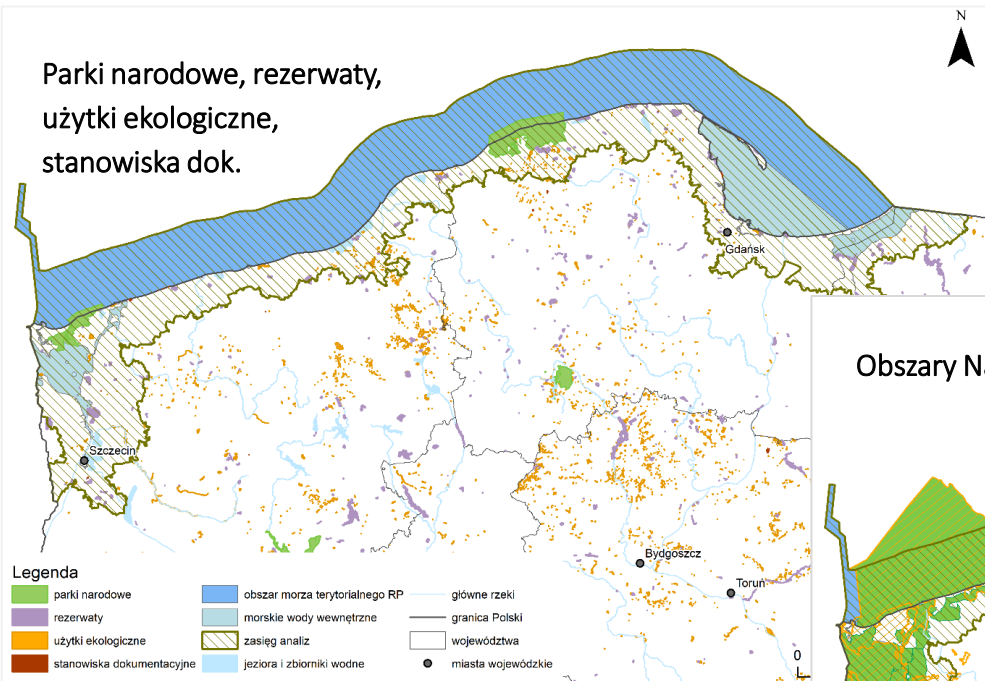 N
Parki narodowe, rezerwaty,
użytki ekologiczne,
stanowiska dok.
Gdańsk
Obszary Na
Szczecin
Bydgoszcz
Toruń
Legenda
parki narodowe
rezerwaty
użytki ekologiczne
stanowiska dokumentacyjne
obszar morza terytorialnego RP
morskie wody wewnętrzne
zasięg analiz
jeziora i zbiorniki wodne
główne rzeki
granica Polski
województwa
miasta wojewódzkie
0